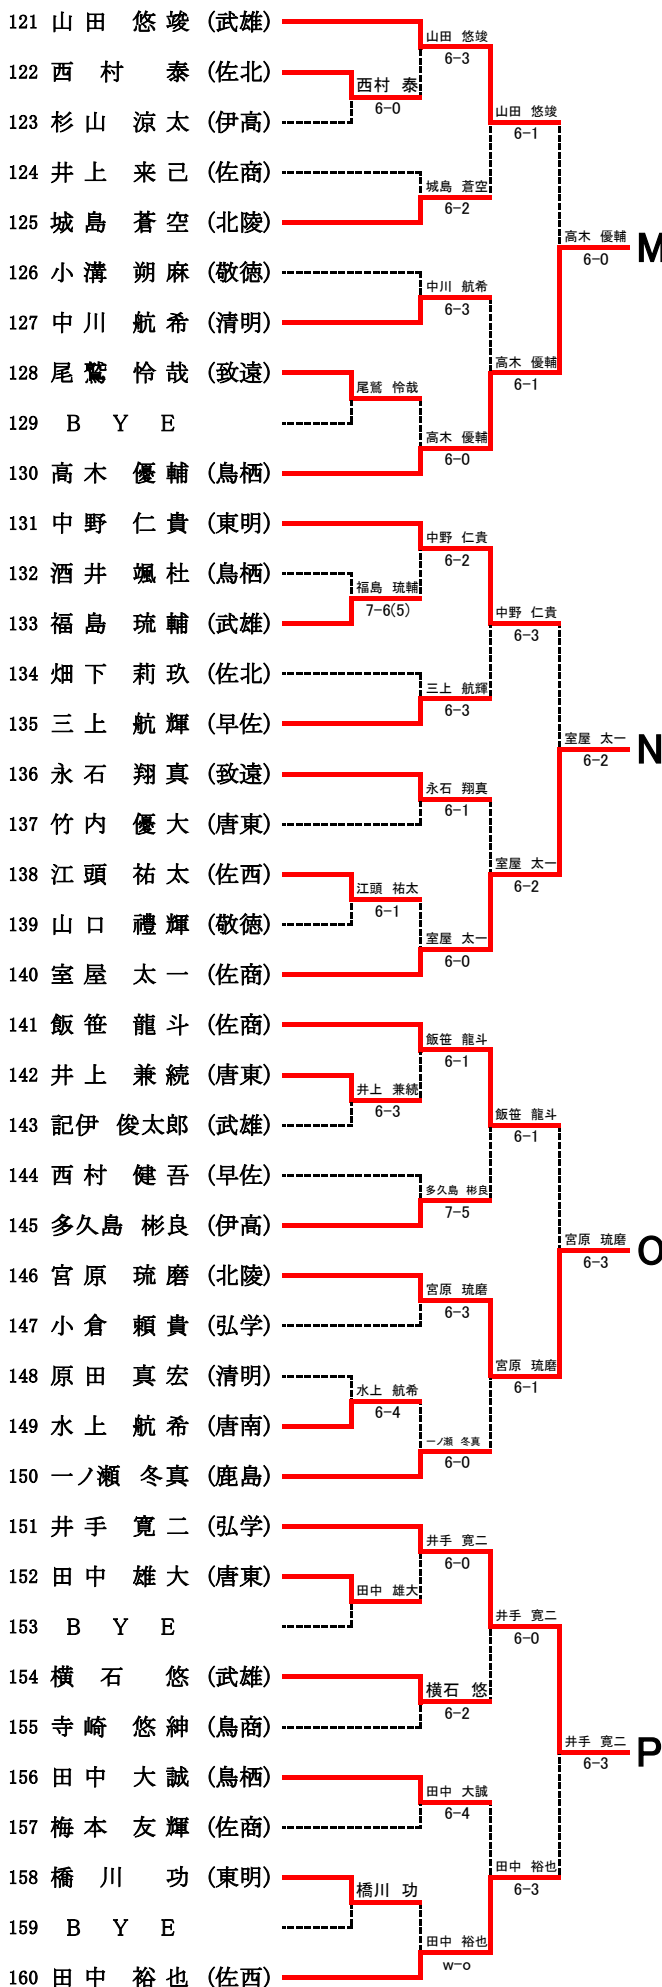 121 山田 悠竣 (武雄)
山田 悠竣
6-3
122 西村 泰 (佐北)
西村 泰
6-0
123 杉山 涼太 (伊高)
山田 悠竣
6-1
124 井上 来己 (佐商)
城島 蒼空
6-2
125 城島 蒼空 (北陵)
高木 優輔
6-0
M
126 小溝 朔麻 (敬徳)
中川 航希
6-3
127 中川 航希 (清明)
高木 優輔
6-1
128 尾鷲 怜哉 (致遠)
尾鷲 怜哉
129 B Y E
高木 優輔
6-0
130 高木 優輔 (鳥栖)
131 中野 仁貴 (東明)
中野 仁貴
6-2
132 酒井 颯杜 (鳥栖)
福島 琉輔
7-6(5)
133 福島 琉輔 (武雄)
中野 仁貴
6-3
134 畑下 莉玖 (佐北)
三上 航輝
6-3
135 三上 航輝 (早佐)
室屋 太一
6-2
N
136 永石 翔真 (致遠)
永石 翔真
6-1
137 竹内 優大 (唐東)
室屋 太一
6-2
138 江頭 祐太 (佐西)
江頭 祐太
6-1
139 山口 禮輝 (敬徳)
室屋 太一
6-0
140 室屋 太一 (佐商)
141 飯笹 龍斗 (佐商)
飯笹 龍斗
6-1
142 井上 兼続 (唐東)
井上 兼続
6-3
143 記伊 俊太郎 (武雄)
飯笹 龍斗
6-1
144 西村 健吾 (早佐)
多久島 彬良
7-5
145 多久島 彬良 (伊高)
宮原 琉磨
6-3
O
146 宮原 琉磨 (北陵)
宮原 琉磨
6-3
147 小倉 頼貴 (弘学)
宮原 琉磨
6-1
148 原田 真宏 (清明)
水上 航希
6-4
149 水上 航希 (唐南)
一ノ瀬 冬真
6-0
150 一ノ瀬 冬真 (鹿島)
151 井手 寛二 (弘学)
井手 寛二
6-0
152 田中 雄大 (唐東)
田中 雄大
153 B Y E
井手 寛二
6-0
154 横石 悠 (武雄)
横石 悠
6-2
155 寺崎 悠紳 (鳥商)
井手 寛二
6-3
P
156 田中 大誠 (鳥栖)
田中 大誠
6-4
157 梅本 友輝 (佐商)
田中 裕也
6-3
158 橋川 功 (東明)
橋川 功
159 B Y E
田中 裕也
w-o
160 田中 裕也 (佐西)